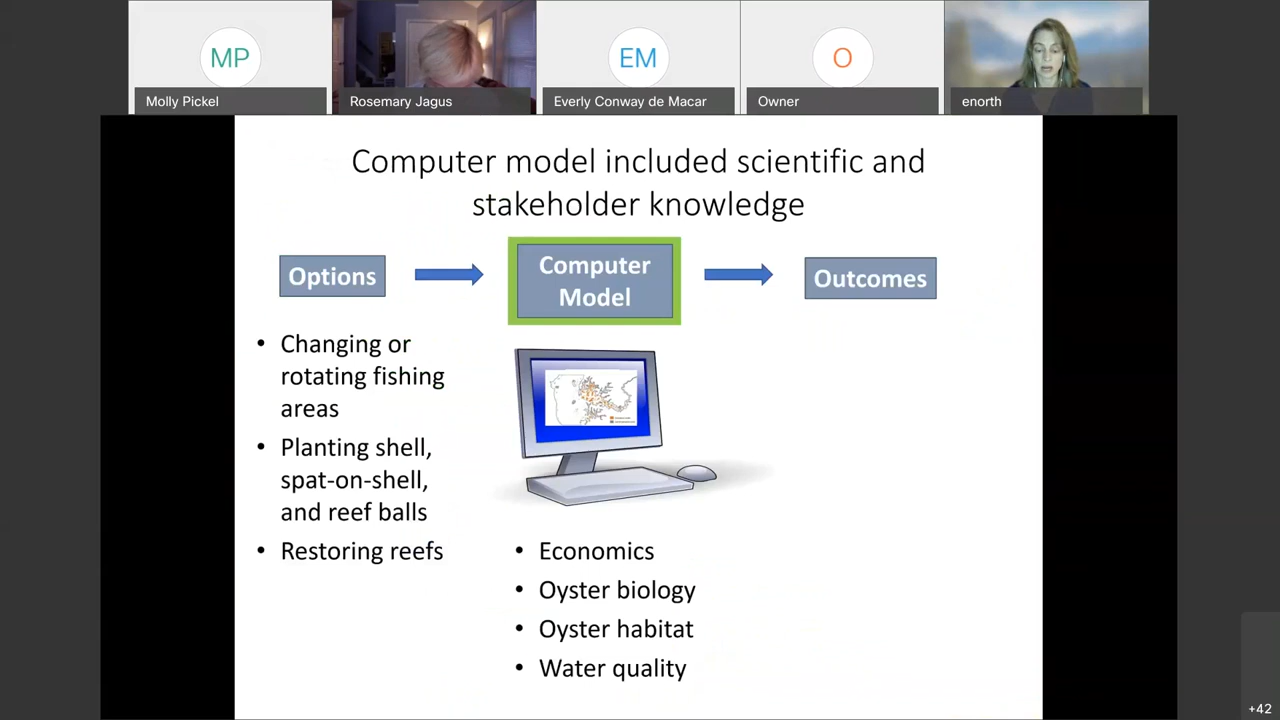 MP
EM
O
Molly Pickel
Rosemary Jagus
Everly Conway de Macar
Owner
enorth
Computer model included scientific and
stakeholder knowledge
Options
Computer
Model
Outcomes
• Changing or
rotating fishing
areas
• Planting shell,
spat-on-shell,
and reef balls
• Restoring reefs
• Economics
• Oyster biology
• Oyster habitat
• Water quality
+42